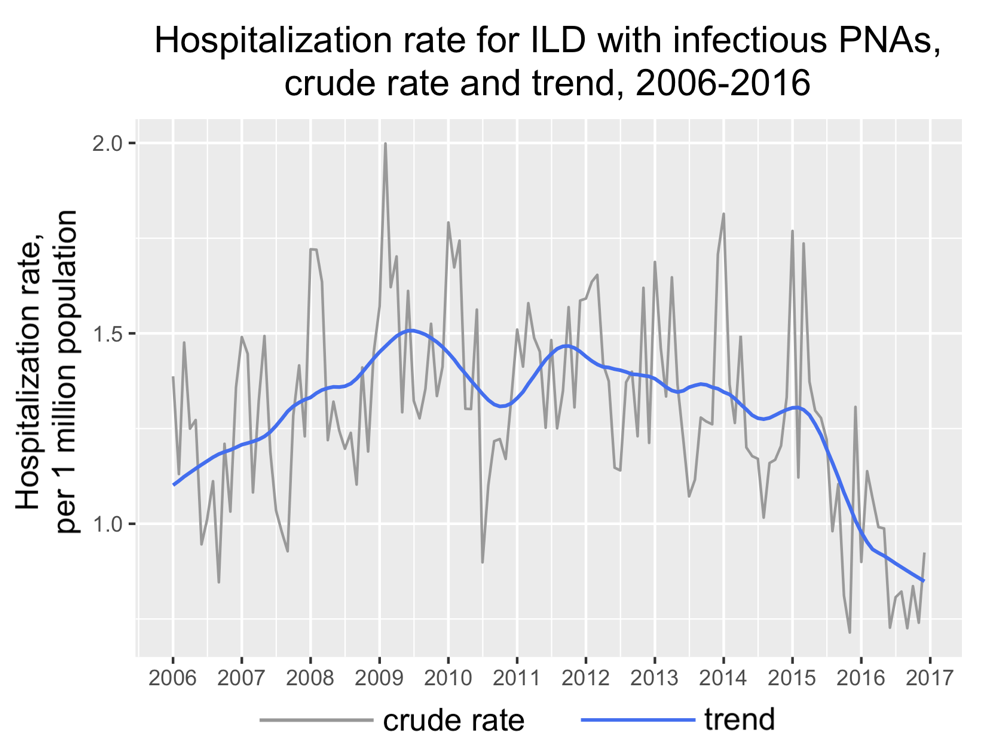 Hospitalization rate for ILD with infectious PNAs,
crude rate and trend, 2006-2016
Hospitalization rate,
per 1 million population
2.0
1.5
1.0
2006 2007 2008 2009 2010 2011 2012 2013 2014 2015 2016 2017
crude rate trend